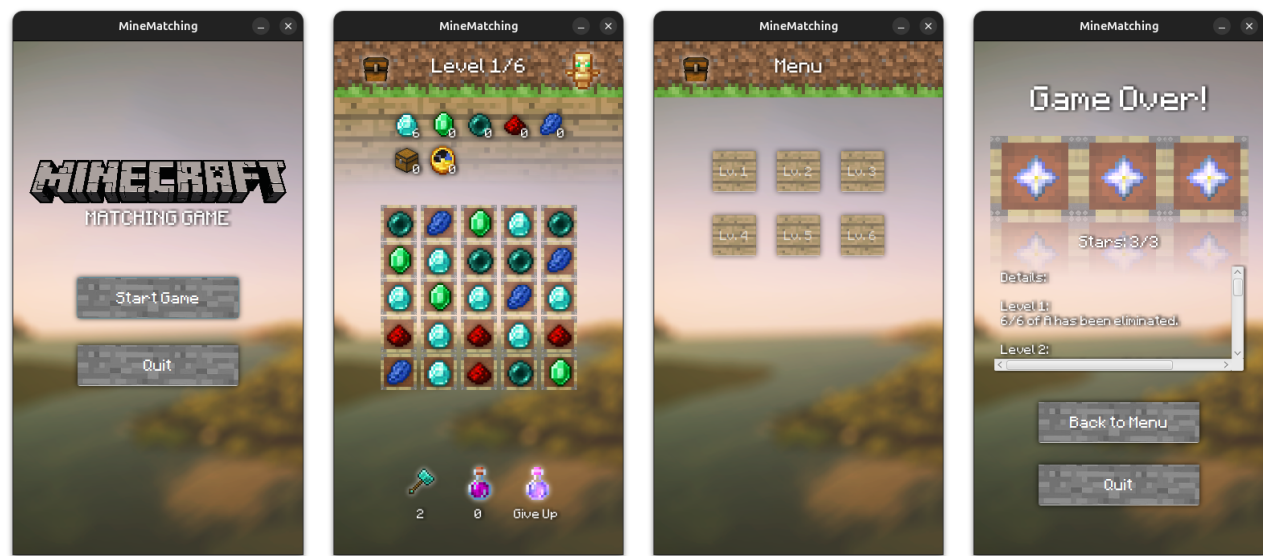 MineMatching
MINECRAFT
MATCHING GAME
Start Game
Quit
MineMatching
Level 1/6
6 0 0 0 0
0 0
2 0 Give Up
MineMatching
Menu
Lv.1 Lv.2 Lv.3
Lv.4 Lv.5 Lv.6
MineMatching
Game Over!
Stars: 3/3
Details:
Level 1:
6/6 of A has been eliminated.
Level 2:
Back to Menu
Quit